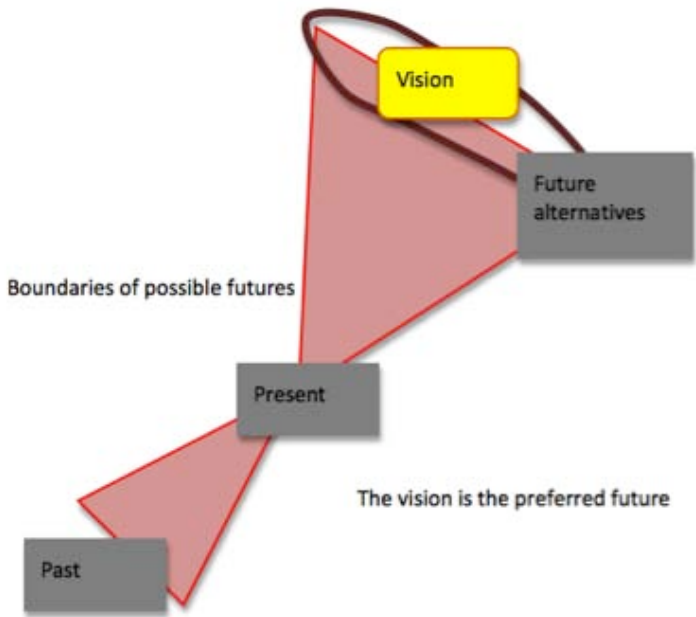 Vision
Future
alternatives
Boundaries of possible futures
Present
The vision is the preferred future
Past